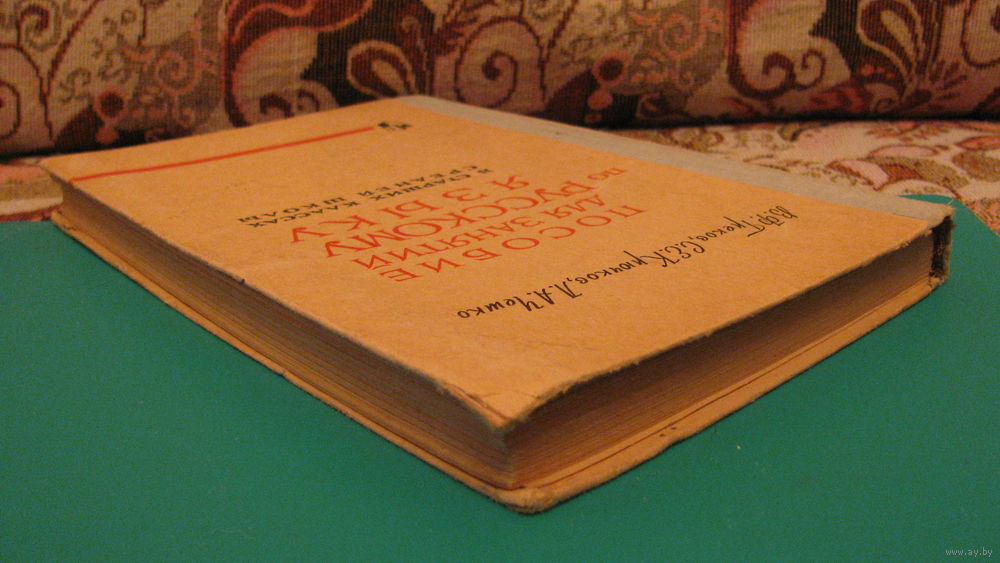 В.Ф.Греков, С.Е.Крючков, Л.А.Чешко
ПОСОБИЕ
ДЛЯ ЗАНЯТИЙ
ПО РУССКОМУ
ЯЗЫКУ
В СТАРШИХ КЛАССАХ
СРЕДНЕЙ ШКОЛЫ
www.ay.by